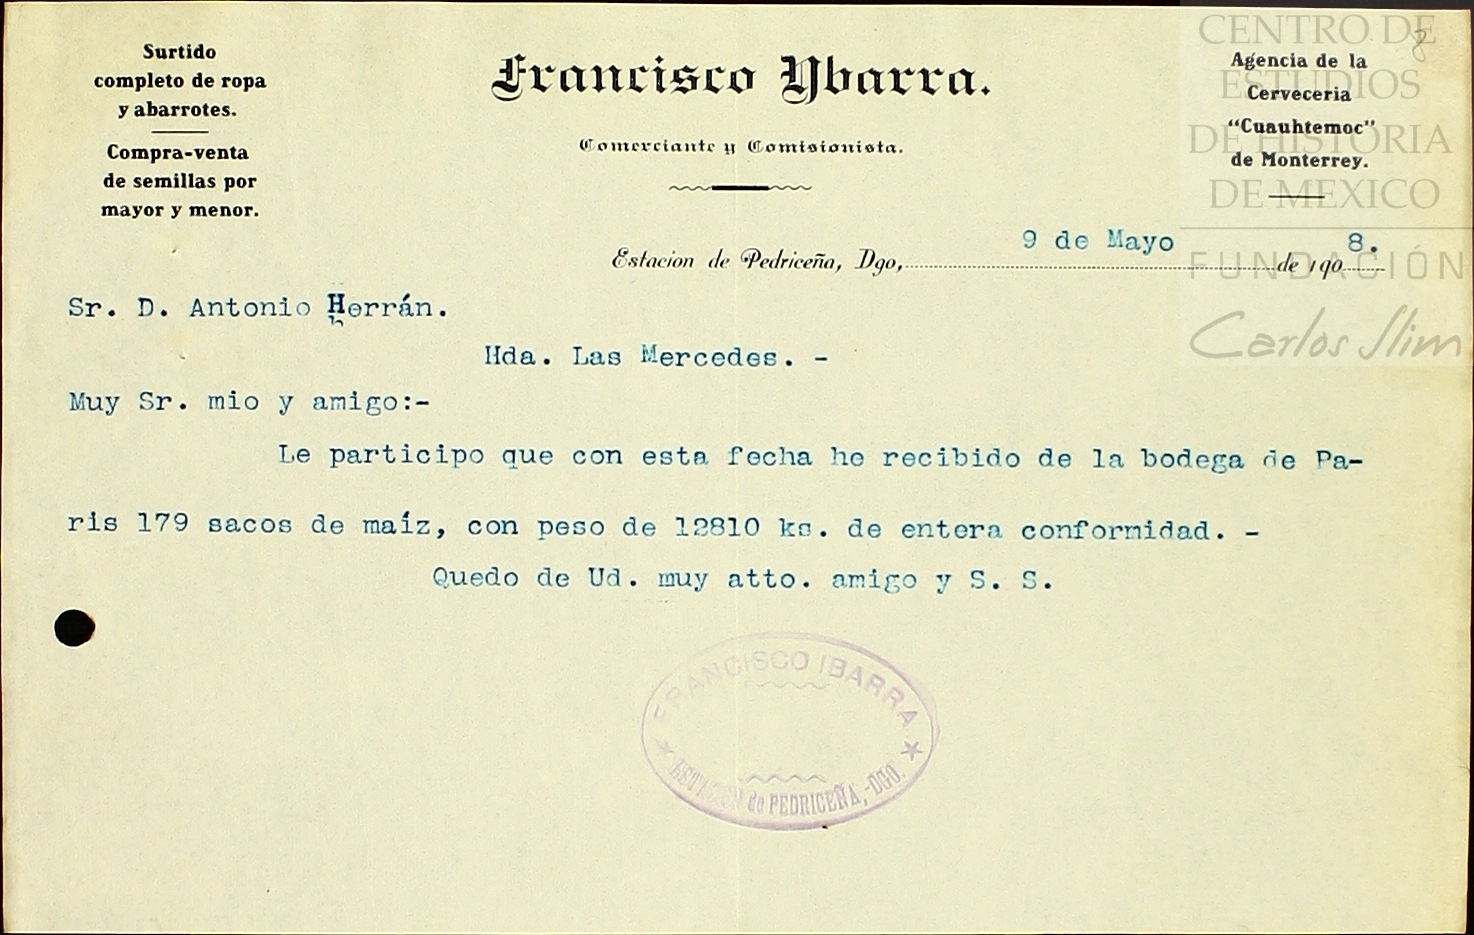 Surtido
completo de ropa
y abarrotes.
Compra-venta
de semillas por
mayor y menor.
Francisco Ybarra.
Comerciante y Comisionista.
Agencia de la
Cerveceria
“Cuauhtemoc”
de Monterrey.
CENTRO DE
ESTUDIOS
DE HISTORIA
DE MEXICO
FUNDACIÓN
Carlos Slim
8
Estacion de Pedriceña, Dgo, 9 de Mayo de 190 8.
Sr. D. Antonio Herrán.
Hda. Las Mercedes. -
Muy Sr. mio y amigo:-
Le participo que con esta fecha he recibido de la bodega de Pa-
ris 179 sacos de maíz, con peso de 12810 ks. de entera conformidad. -
Quedo de Ud. muy atto. amigo y S. S.
FRANCISCO IBARRA
ESTACION de PEDRICEÑA,-DGO.